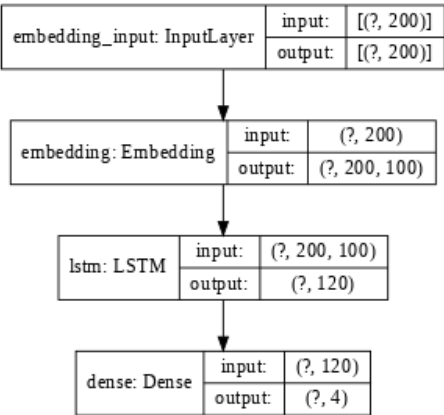 embedding_input: InputLayer
input: [(?, 200)]
output: [(?, 200)]
embedding: Embedding
input: (?, 200)
output: (?, 200, 100)
lstm: LSTM
input: (?, 200, 100)
output: (?, 120)
dense: Dense
input: (?, 120)
output: (?, 4)